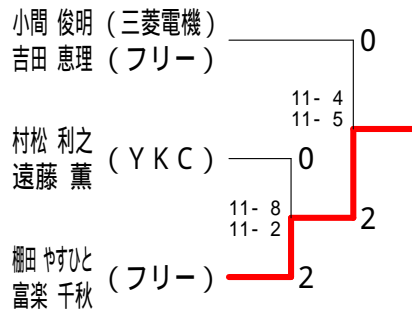 小間 俊明 (三菱電機)
吉田 恵理 (フリー)
0
11- 4
11- 5
村松 利之
遠藤 薫
(YKC)
0
2
11- 8
11- 2
棚田 やすひと
富楽 千秋
(フリー)
2